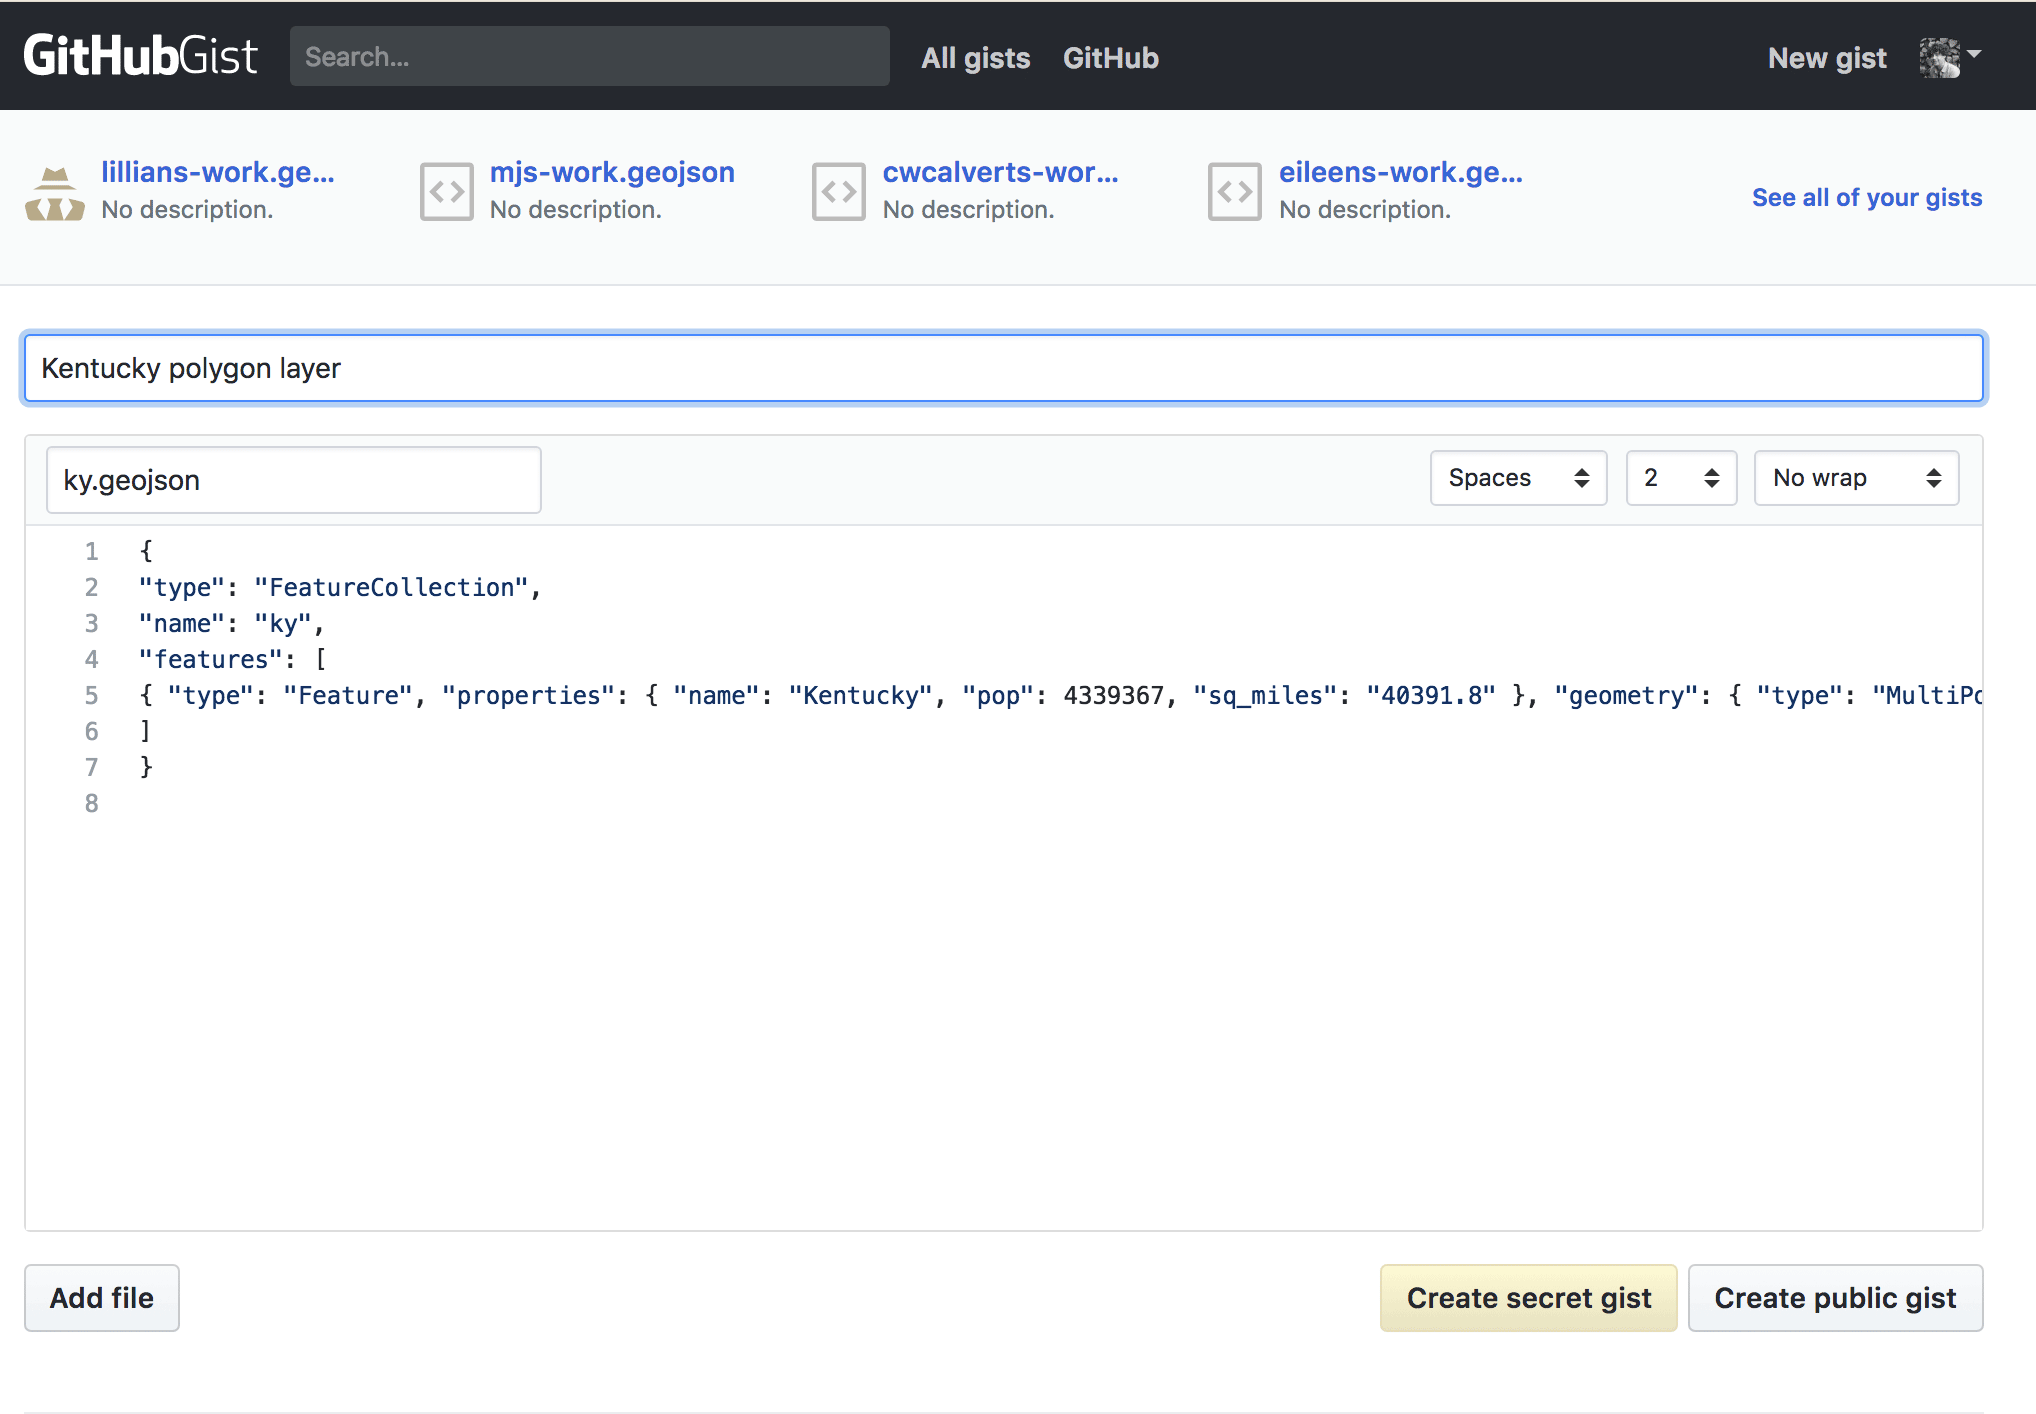 GitHubGist Search... All gists GitHub New gist
lillians-work.ge... mjs-work.geojson cwcalverts-wor... eileens-work.ge...
No description. No description. No description. No description.
See all of your gists
Kentucky polygon layer
ky.geojson Spaces 2 No wrap
1 {
2 "type": "FeatureCollection",
3 "name": "ky",
4 "features": [
5 { "type": "Feature", "properties": { "name": "Kentucky", "pop": 4339367, "sq_miles": "40391.8" }, "geometry": { "type": "MultiPo
6 ]
7 }
8
Add file Create secret gist Create public gist